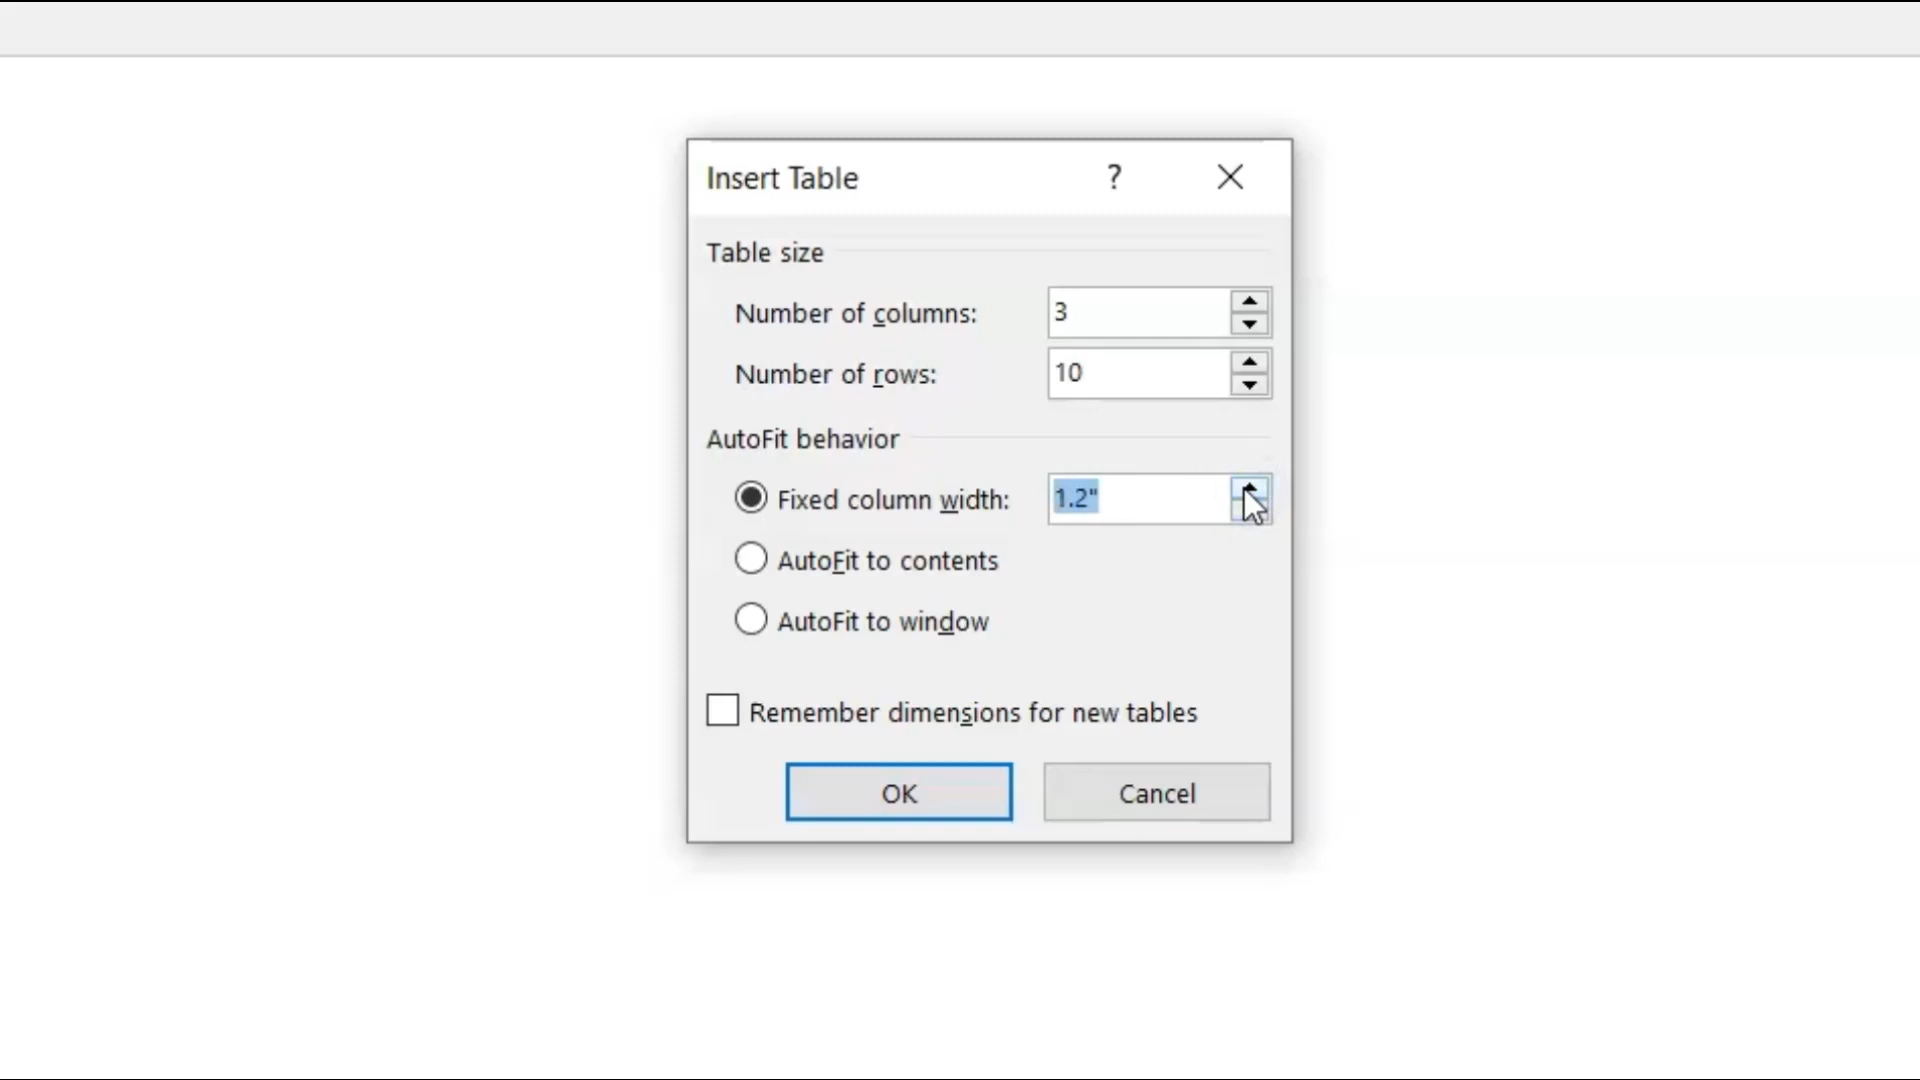 Insert Table ?
Table size
Number of columns: 3
Number of rows: 10
AutoFit behavior
Fixed column width: 1.2"
AutoFit to contents
AutoFit to window
Remember dimensions for new tables
OK Cancel